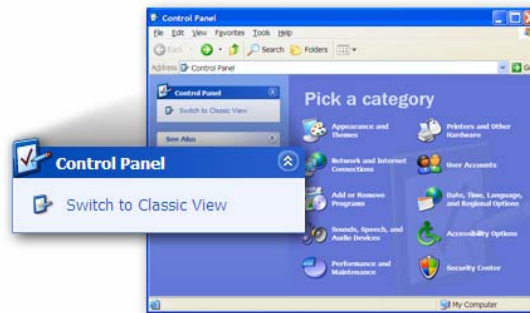 Control Panel
File Edit View Favorites Tools Help
Back Search Folders
Address Control Panel Go
Control Panel
Switch to Classic View
See Also
Pick a category
Appearance and
Themes
Printers and Other
Hardware
Network and Internet
Connections
User Accounts
Add or Remove
Programs
Date, Time, Language,
and Regional Options
Sounds, Speech, and
Audio Devices
Accessibility Options
Performance and
Maintenance
Security Center
My Computer
Control Panel
Switch to Classic View